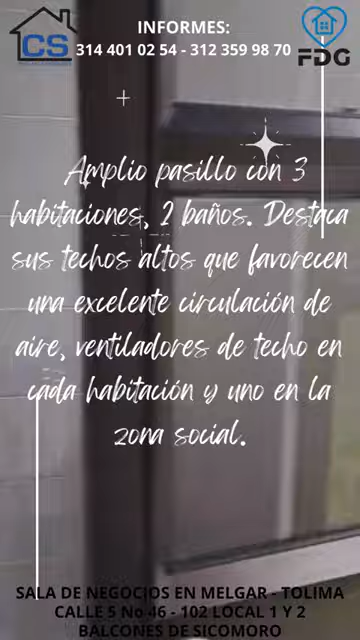 INFORMES:
314 401 02 54 - 312 359 98 70
CS
FDG
Amplio pasillo con 3
habitaciones, 2 baños. Destaca
sus techos altos que favorecen
una excelente circulación de
aire, ventiladores de techo en
cada habitación y uno en la
zona social.
SALA DE NEGOCIOS EN MELGAR - TOLIMA
CALLE 5 No 46 - 102 LOCAL 1 Y 2
BALCONES DE SICOMORO